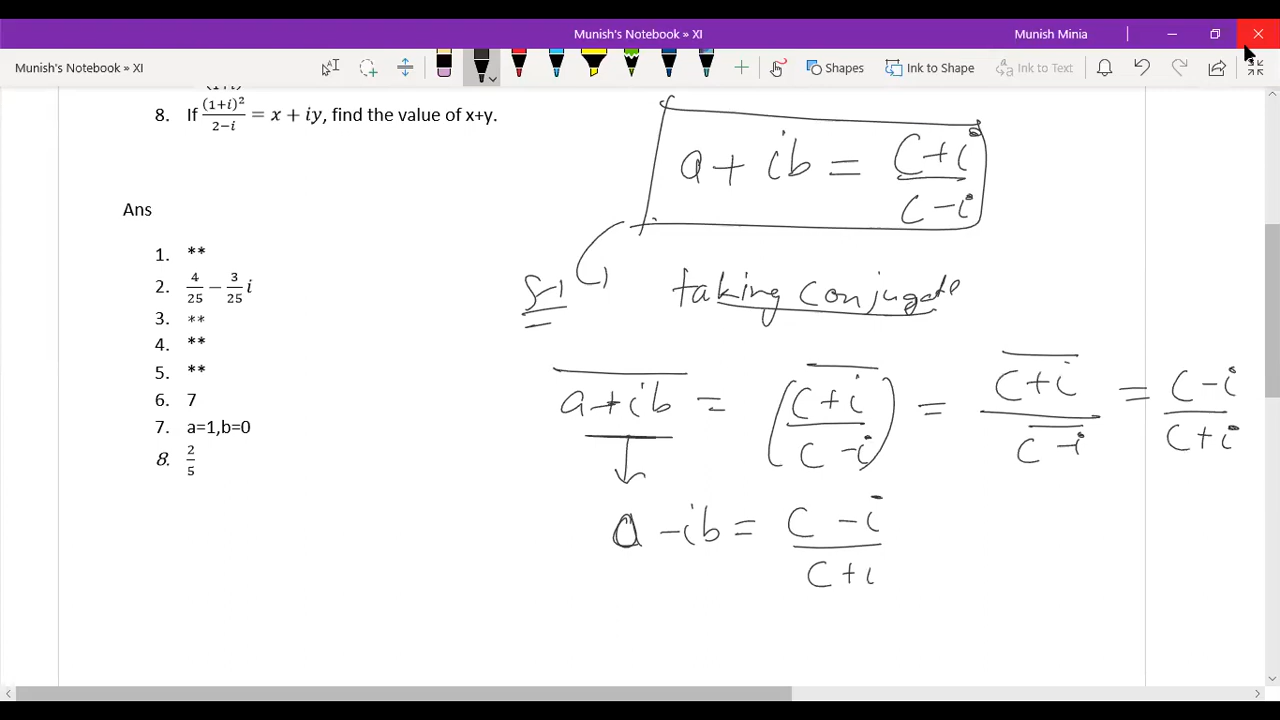 Munish's Notebook » XI
Munish Minia
Munish's Notebook » XI
Shapes
Ink to Shape
Ink to Text
8. If (1+i)^2/(2−i) = x + iy, find the value of x+y.
a + ib = (c+i)/(c−i)
Ans
1. **
2. 4/25 − 3/25 i
3. **
4. **
5. **
6. 7
7. a=1,b=0
8. 2/5
S-1
taking conjugate
a+ib = (c+i / c−i) = c+i / c−i = c−i / c+i
a −ib = c −i / c+i